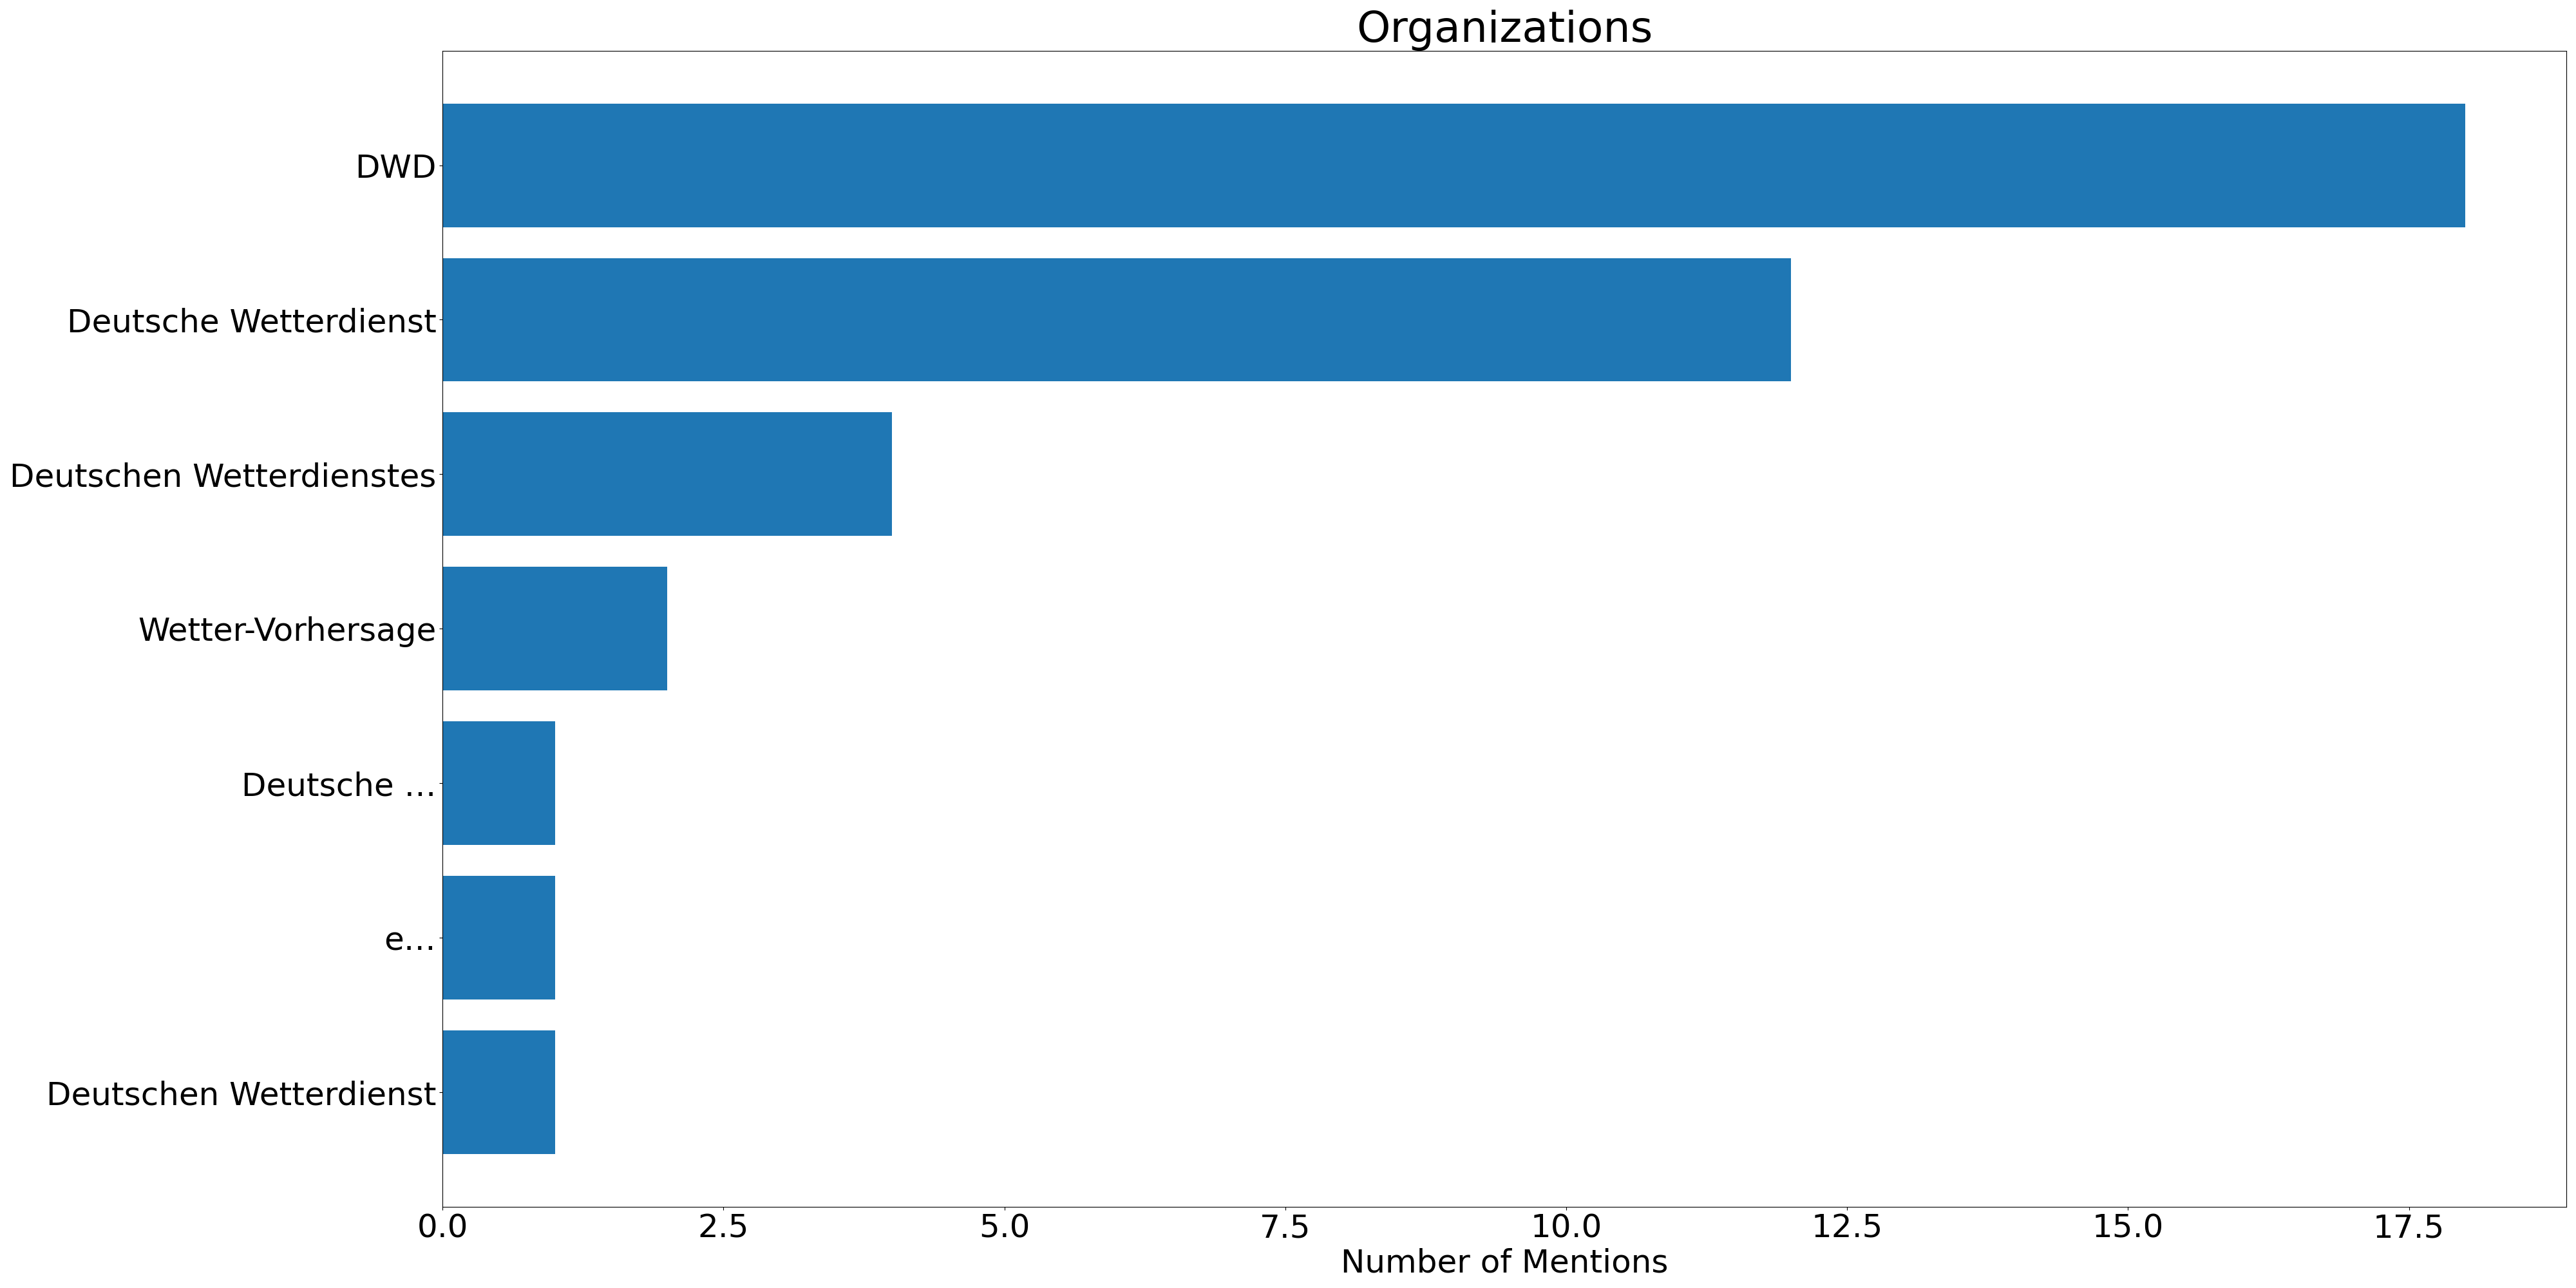 Organizations
DWD
Deutsche Wetterdienst
Deutschen Wetterdienstes
Wetter-Vorhersage
Deutsche ...
e...
Deutschen Wetterdienst
0.0 2.5 5.0 7.5 10.0 12.5 15.0 17.5
Number of Mentions